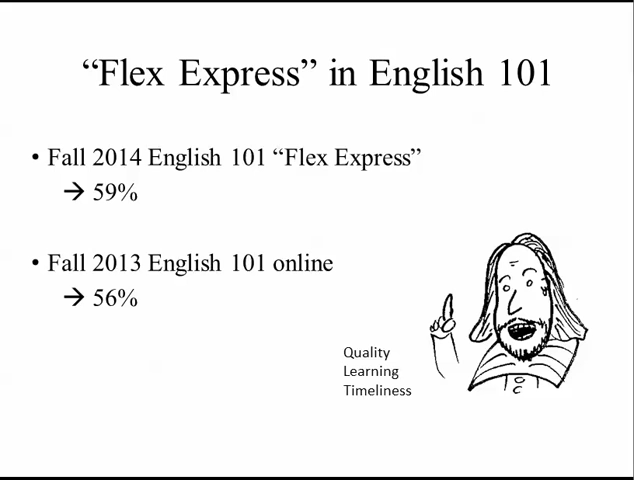 “Flex Express” in English 101
• Fall 2014 English 101 “Flex Express”
→ 59%
• Fall 2013 English 101 online
→ 56%
Quality
Learning
Timeliness